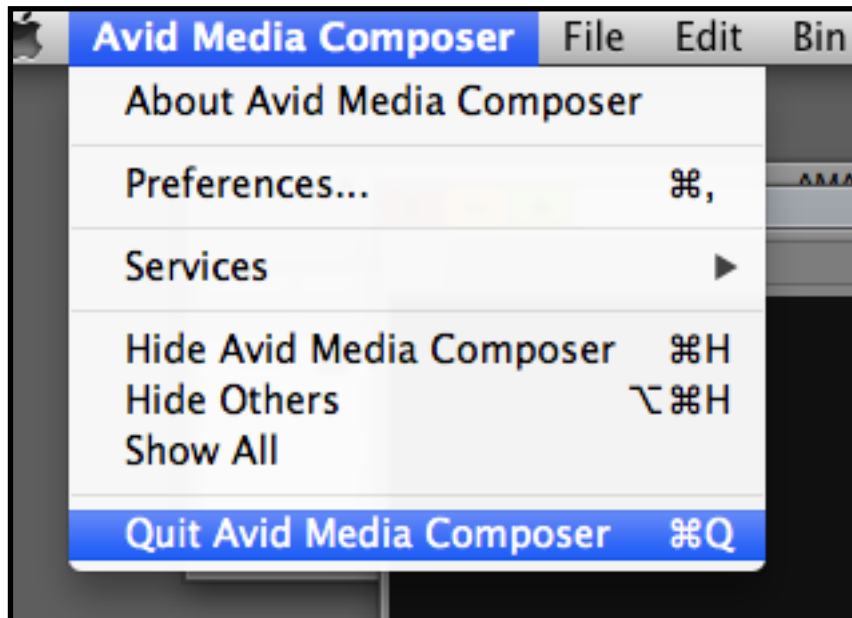 Avid Media Composer File Edit Bin
About Avid Media Composer
Preferences... ⌘,
Services ▶
Hide Avid Media Composer ⌘H
Hide Others ⌥⌘H
Show All
Quit Avid Media Composer ⌘Q